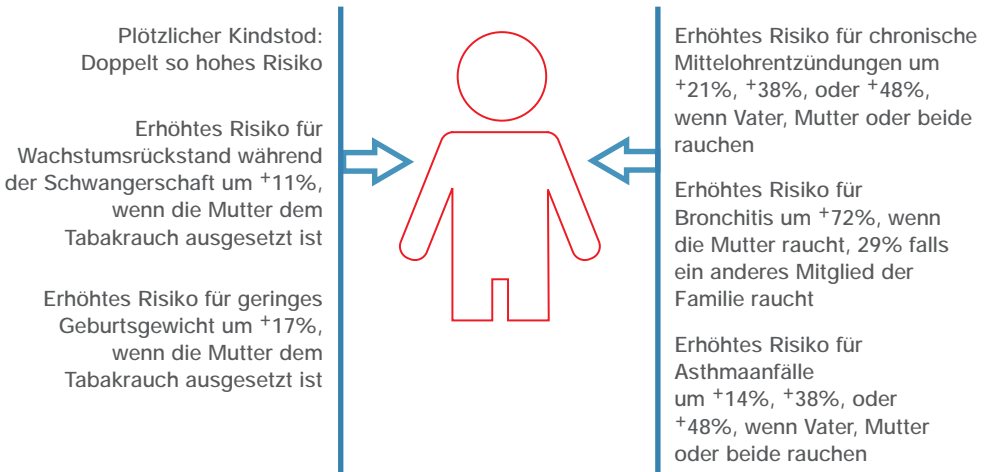 Plötzlicher Kindstod:
Doppelt so hohes Risiko
Erhöhtes Risiko für
Wachstumsrückstand während
der Schwangerschaft um +11%,
wenn die Mutter dem
Tabakrauch ausgesetzt ist
Erhöhtes Risiko für geringes
Geburtsgewicht um +17%,
wenn die Mutter dem
Tabakrauch ausgesetzt ist
Erhöhtes Risiko für chronische
Mittelohrentzündungen um
+21%, +38%, oder +48%,
wenn Vater, Mutter oder beide
rauchen
Erhöhtes Risiko für
Bronchitis um +72%, wenn
die Mutter raucht, 29% falls
ein anderes Mitglied der
Familie raucht
Erhöhtes Risiko für
Asthmaanfälle
um +14%, +38%, oder
+48%, wenn Vater, Mutter
oder beide rauchen